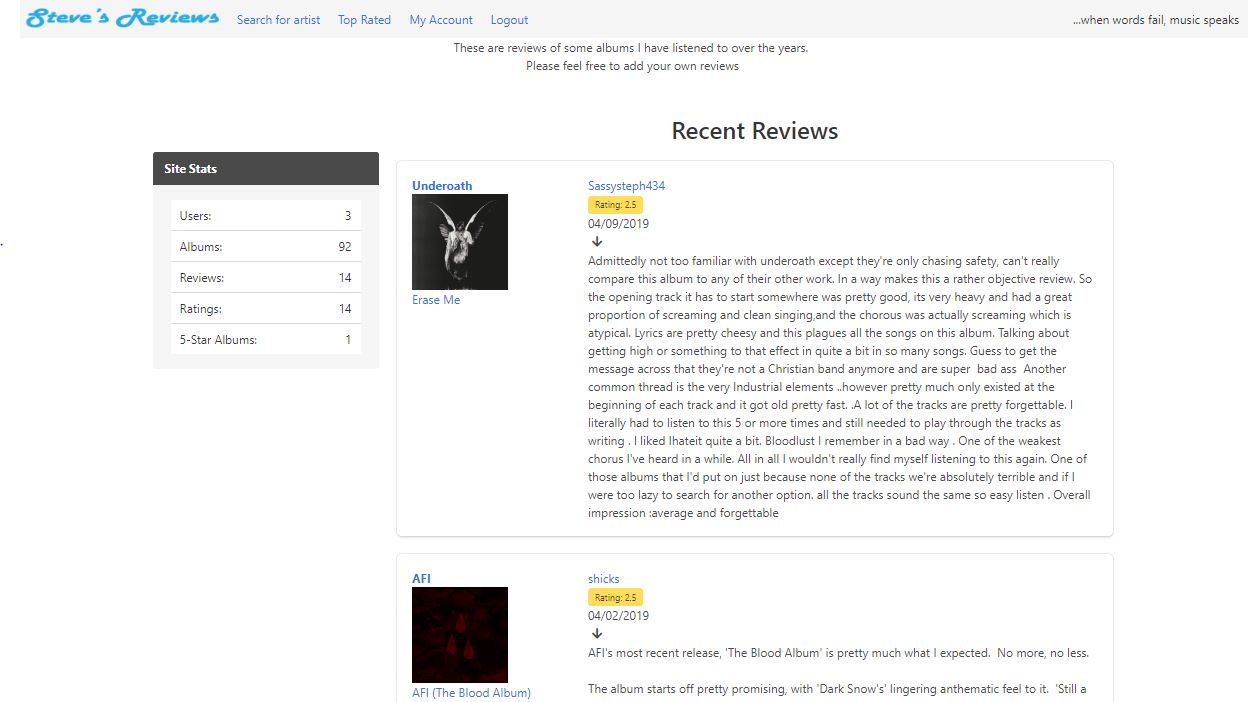 Steve's Reviews Search for artist Top Rated My Account Logout ...when words fail, music speaks
These are reviews of some albums I have listened to over the years.
Please feel free to add your own reviews
Recent Reviews
Site Stats
Users: 3
Albums: 92
Reviews: 14
Ratings: 14
5-Star Albums: 1
Underoath
Erase Me
Sassysteph434
Rating: 2.5
04/09/2019
Admittedly not too familiar with underoath except they're only chasing safety, can't really
compare this album to any of their other work. In a way makes this a rather objective review. So
the opening track it has to start somewhere was pretty good, its very heavy and had a great
proportion of screaming and clean singing,and the chorous was actually screaming which is
atypical. Lyrics are pretty cheesy and this plagues all the songs on this album. Talking about
getting high or something to that effect in quite a bit in so many songs. Guess to get the
message across that they're not a Christian band anymore and are super  bad ass  Another
common thread is the very Industrial elements ..however pretty much only existed at the
beginning of each track and it got old pretty fast. .A lot of the tracks are pretty forgettable. I
literally had to listen to this 5 or more times and still needed to play through the tracks as
writing . I liked Ihateit quite a bit. Bloodlust I remember in a bad way . One of the weakest
chorus I've heard in a while. All in all I wouldn't really find myself listening to this again. One of
those albums that I'd put on just because none of the tracks we're absolutely terrible and if I
were too lazy to search for another option. all the tracks sound the same so easy listen . Overall
impression :average and forgettable
AFI
AFI (The Blood Album)
shicks
Rating: 2.5
04/02/2019
AFI's most recent release, 'The Blood Album' is pretty much what I expected.  No more, no less.
The album starts off pretty promising, with 'Dark Snow's' lingering anthematic feel to it.  'Still a